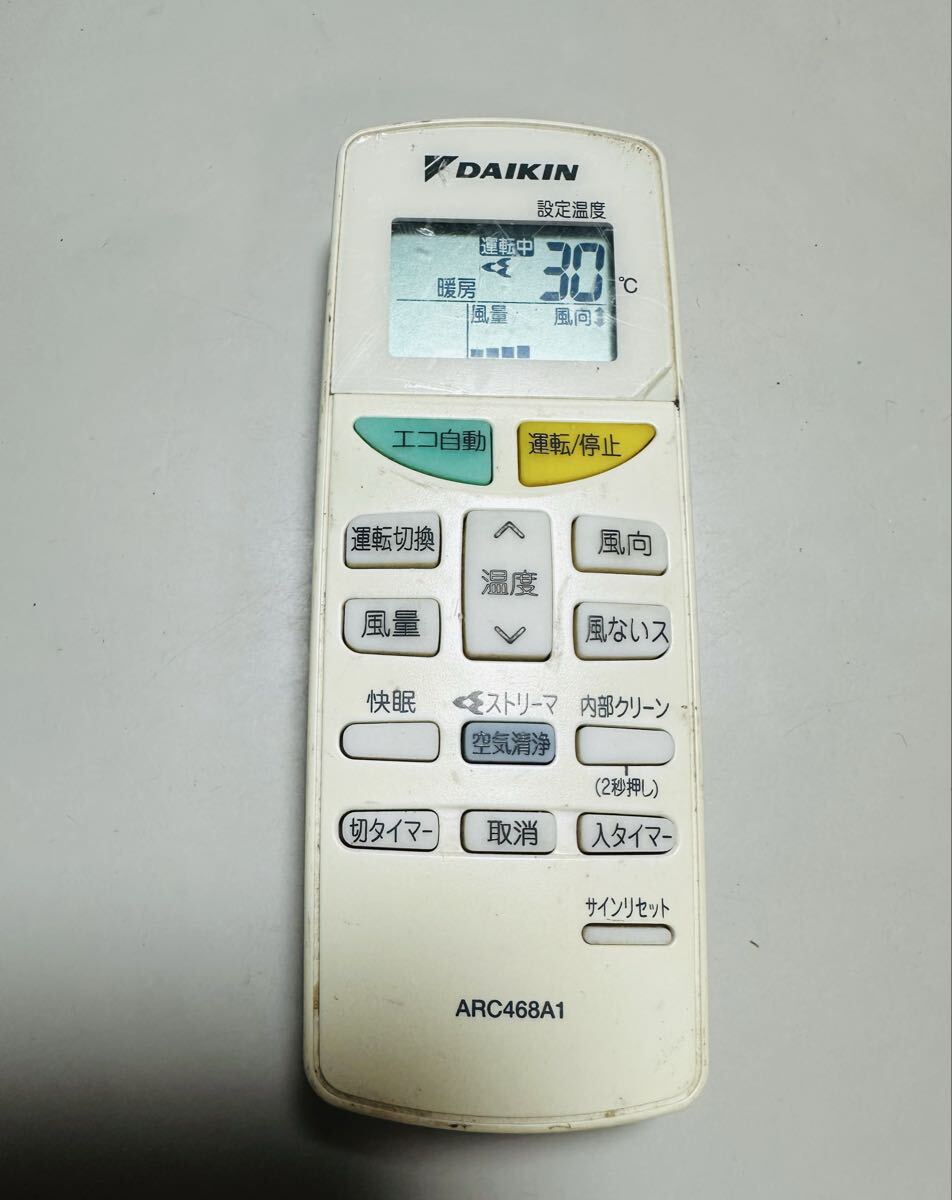 DAIKIN
設定温度
運転中
30
℃
暖房
風量 風向
エコ自動 運転/停止
運転切換 温度 風向
風量 風ないス
快眠 ストリーマ 内部クリーン
空気清浄
(2秒押し)
切タイマー 取消 入タイマー
サインリセット
ARC468A1